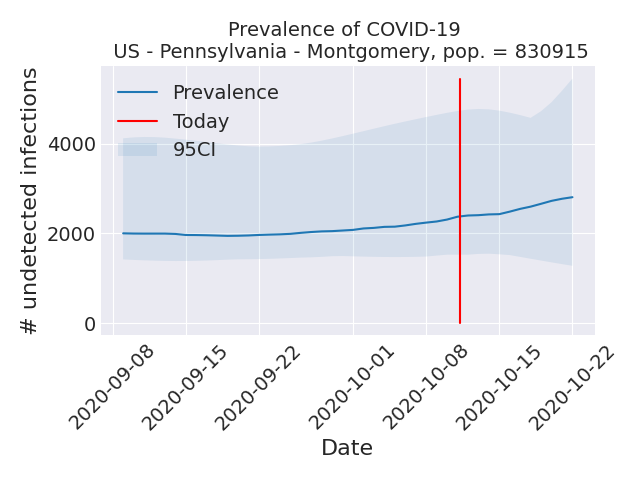 Prevalence of COVID-19
US - Pennsylvania - Montgomery, pop. = 830915
# undetected infections
Prevalence
Today
95CI
4000
2000
0
2020-09-08
2020-09-15
2020-09-22
2020-10-01
2020-10-08
2020-10-15
2020-10-22
Date